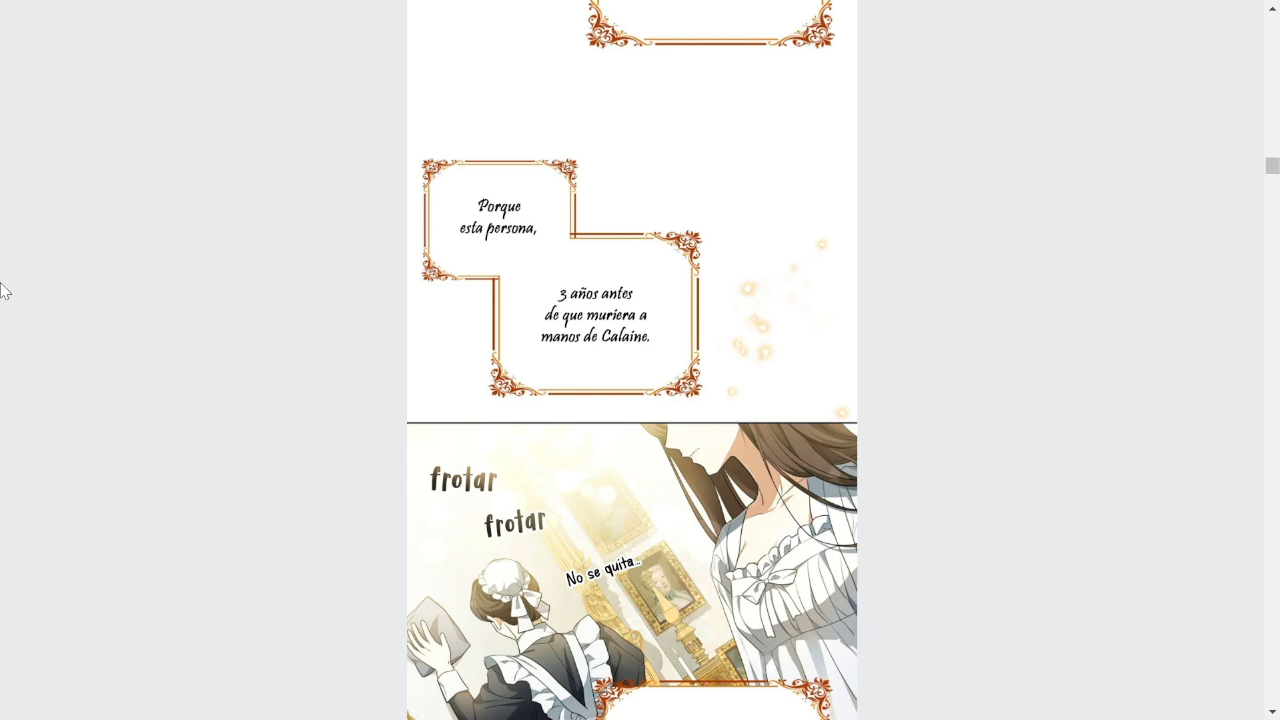 Porque
esta persona,
3 años antes
de que muriera a
manos de Calaine.
frotar
frotar
No se quita...